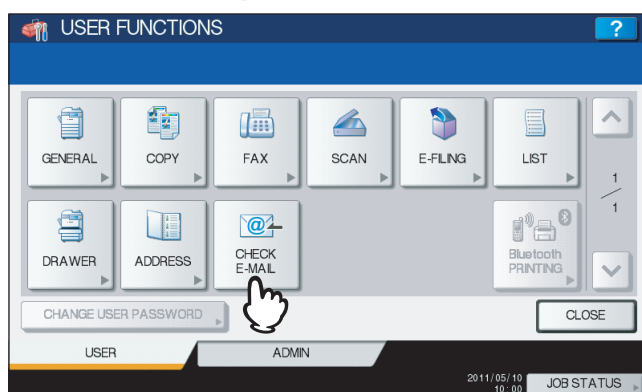 USER FUNCTIONS
?
GENERAL
COPY
FAX
SCAN
E-FILING
LIST
1
1
DRAWER
ADDRESS
@
CHECK
E-MAIL
Bluetooth
PRINTING
CHANGE USER PASSWORD
CLOSE
USER
ADMIN
2011/05/10
10:00
JOB STATUS